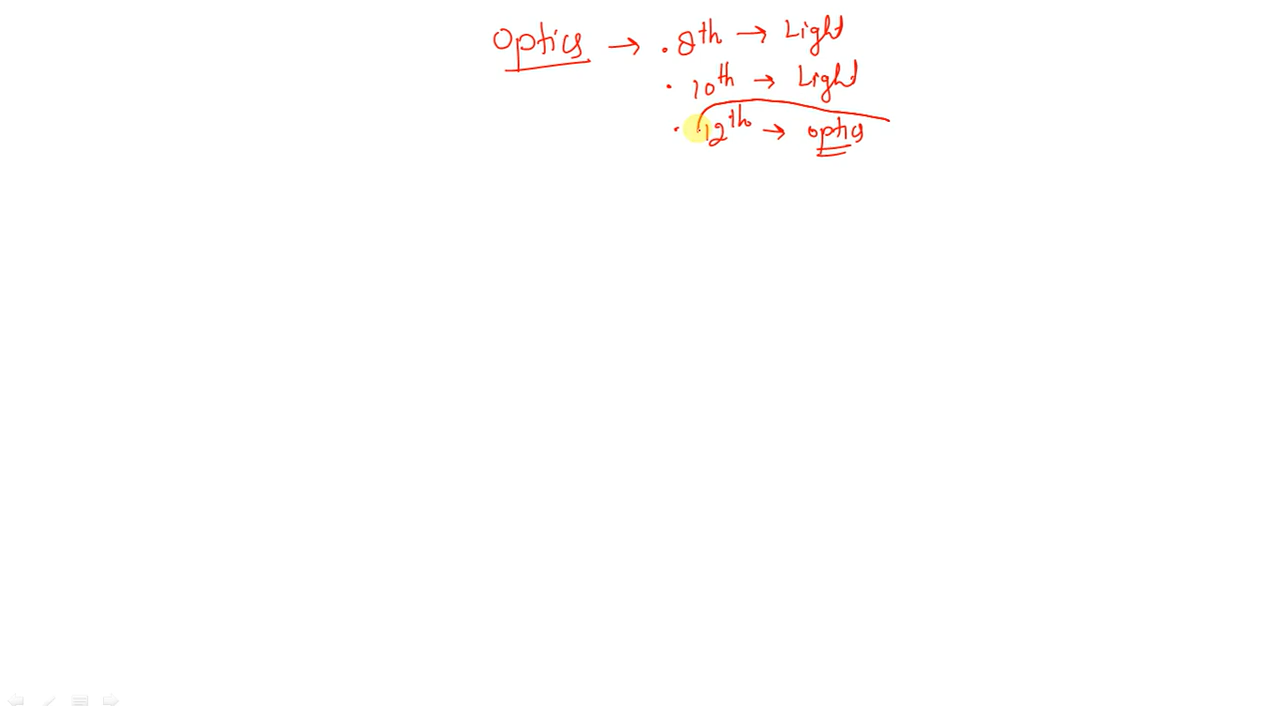 Optics → . 8th → Light
. 10th → Light
. 12th → optics